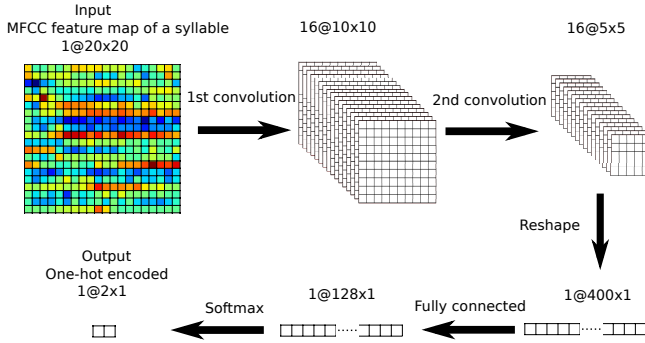 Input
MFCC feature map of a syllable
1@20x20
1st convolution
16@10x10
2nd convolution
16@5x5
Reshape
1@400x1
Fully connected
1@128x1
Softmax
Output
One-hot encoded
1@2x1